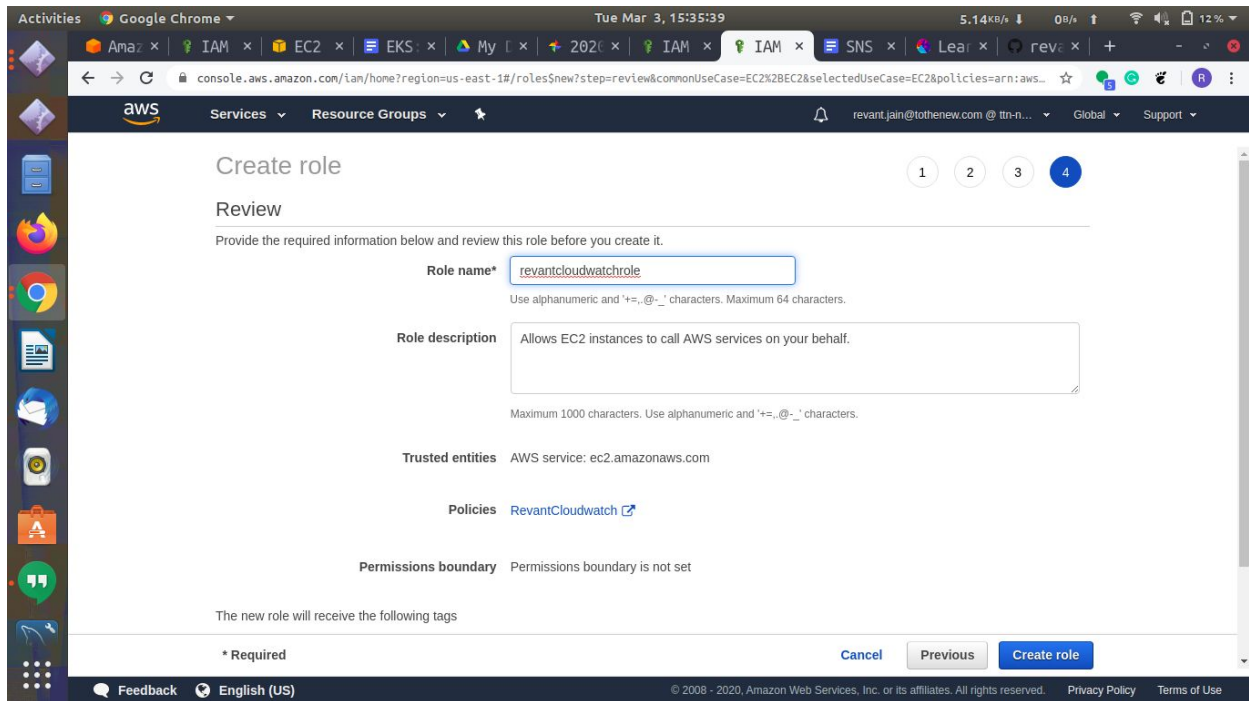 Activities Google Chrome ▾ Tue Mar 3, 15:35:39 5.14KB/s 0B/s 12%
Amaz × IAM × EC2 × EKS: × My × 202 × IAM × IAM × SNS × Lear × reva × +
console.aws.amazon.com/iam/home?region=us-east-1#/roles$new?step=review&commonUseCase=EC2%2BEC2&selectedUseCase=EC2&policies=arn:aws… R
aws Services Resource Groups revant.jain@tothenew.com @ ttn-n... Global Support
Create role 1 2 3 4
Review
Provide the required information below and review this role before you create it.
Role name* revantcloudwatchrole
Use alphanumeric and '+=,.@-_' characters. Maximum 64 characters.
Role description Allows EC2 instances to call AWS services on your behalf.
Maximum 1000 characters. Use alphanumeric and '+=,.@-_' characters.
Trusted entities AWS service: ec2.amazonaws.com
Policies RevantCloudwatch
Permissions boundary Permissions boundary is not set
The new role will receive the following tags
* Required Cancel Previous Create role
Feedback English (US) © 2008 - 2020, Amazon Web Services, Inc. or its affiliates. All rights reserved. Privacy Policy Terms of Use